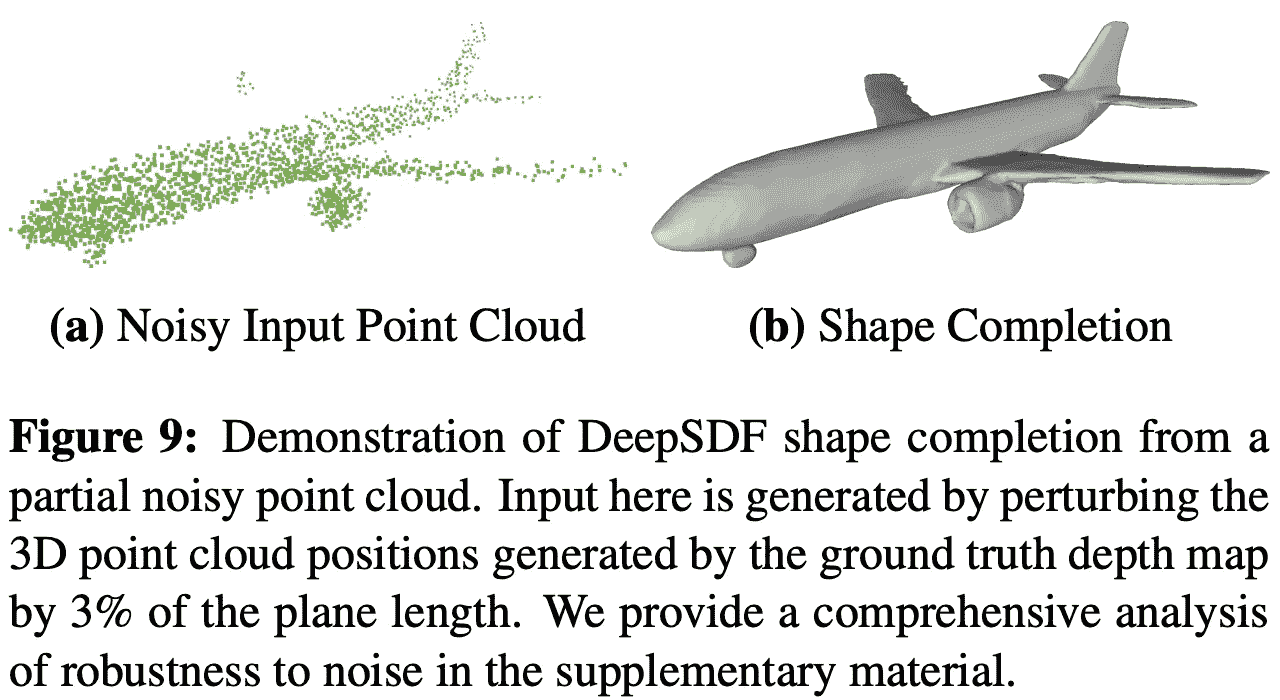 (a) Noisy Input Point Cloud
(b) Shape Completion
Figure 9: Demonstration of DeepSDF shape completion from a
partial noisy point cloud. Input here is generated by perturbing the
3D point cloud positions generated by the ground truth depth map
by 3% of the plane length. We provide a comprehensive analysis
of robustness to noise in the supplementary material.